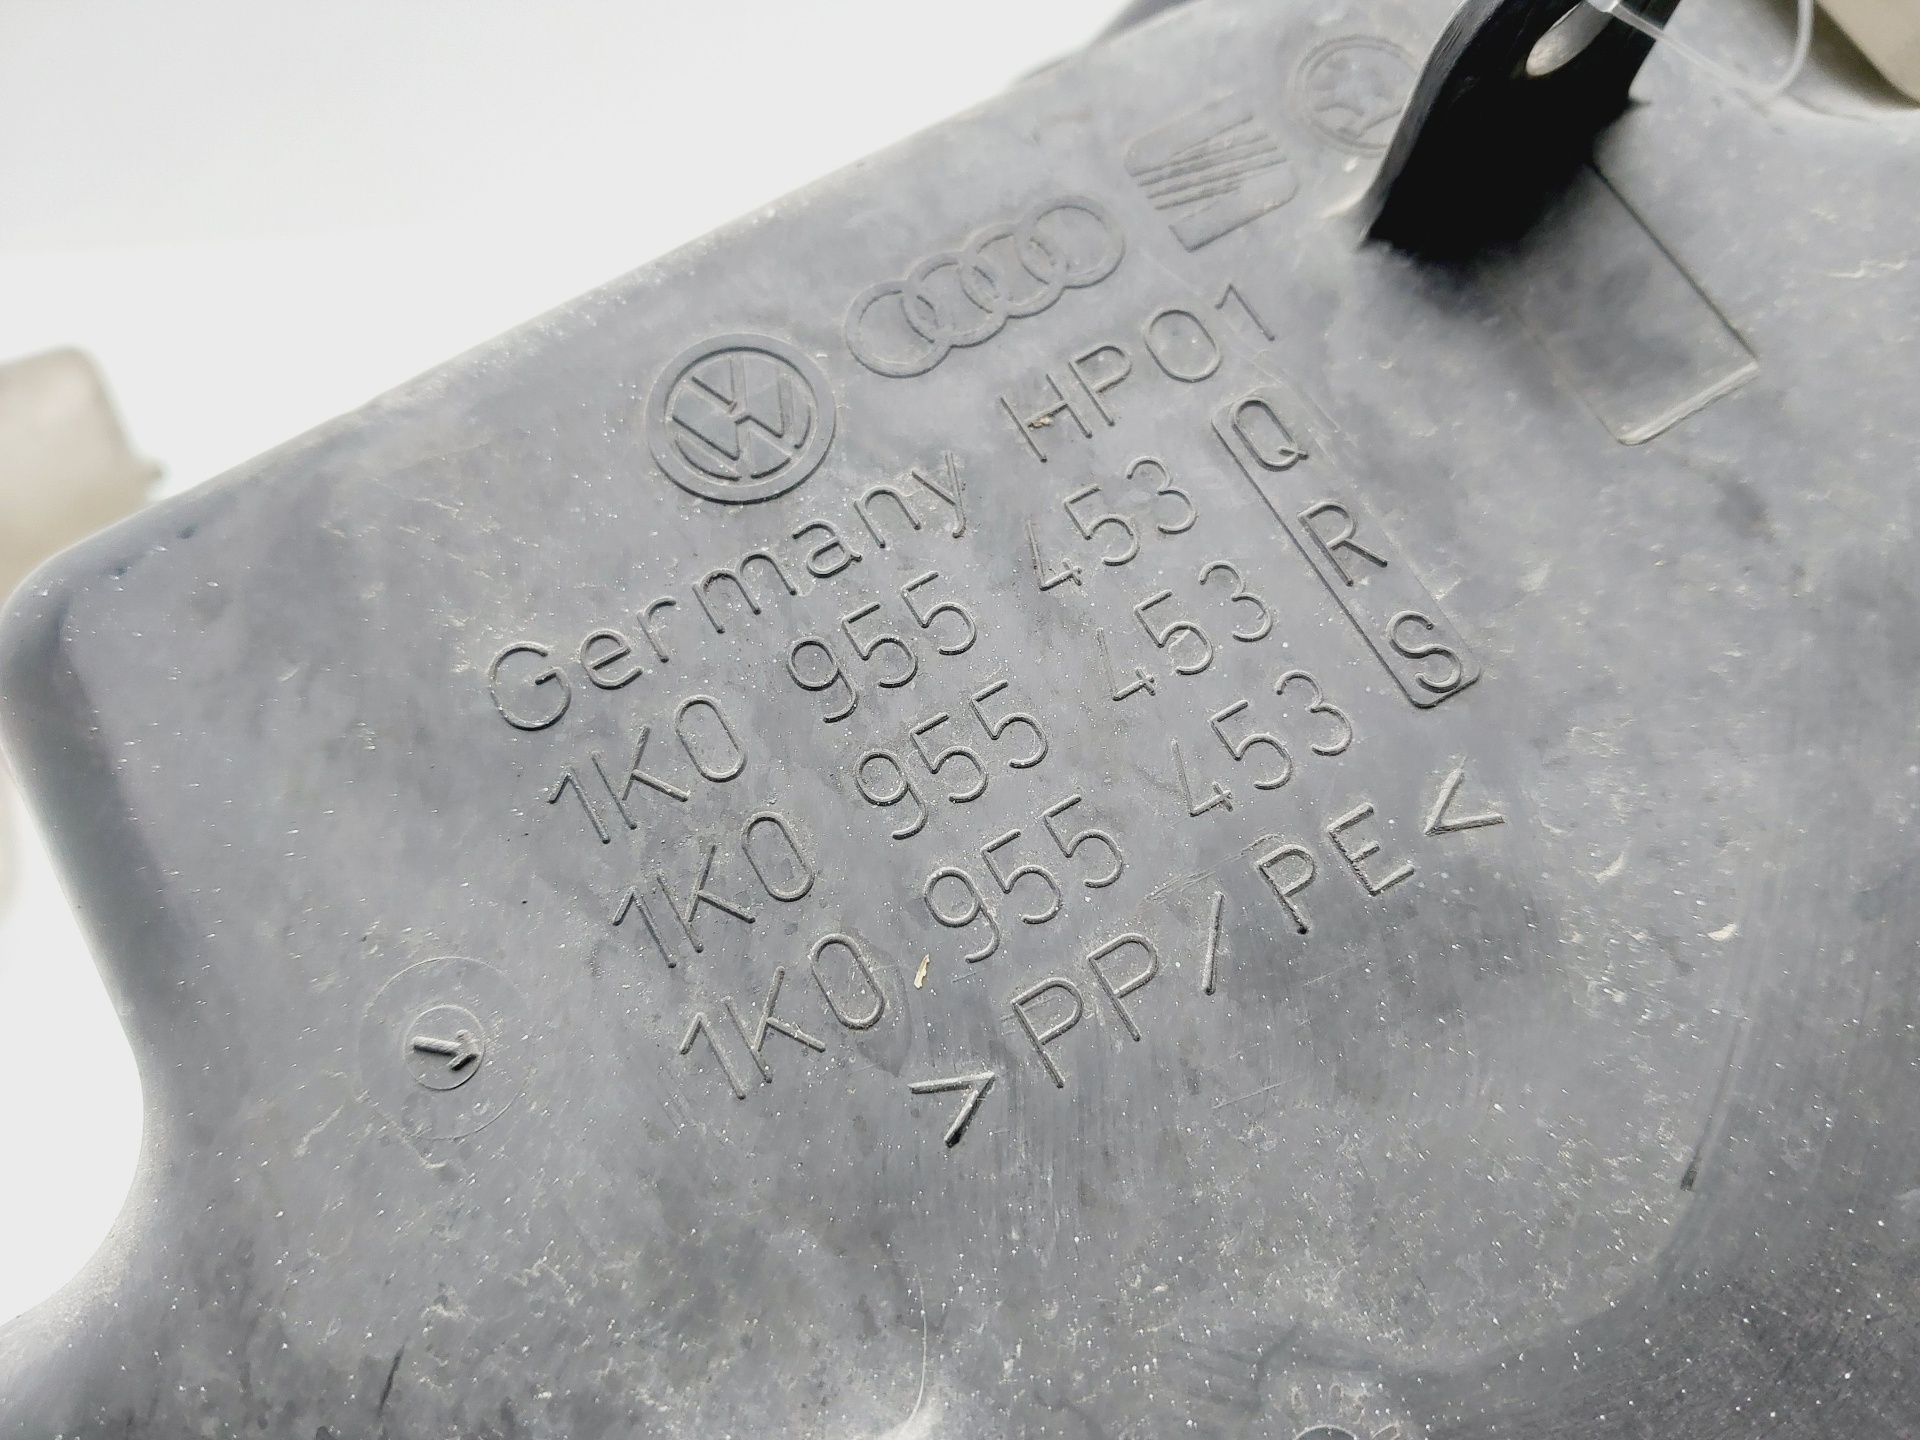 Germany HP01
1K0 955 453 Q
1K0 955 453 R
1K0 955 453 S
>PP/PE<